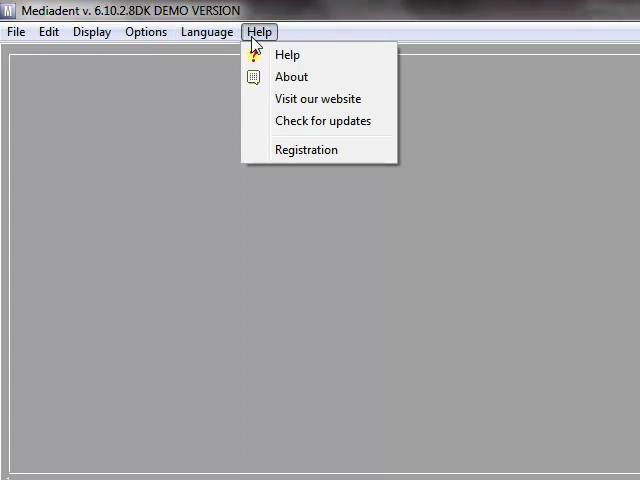 M Mediadent v. 6.10.2.8DK DEMO VERSION
File Edit Display Options Language Help
? Help
About
Visit our website
Check for updates
Registration